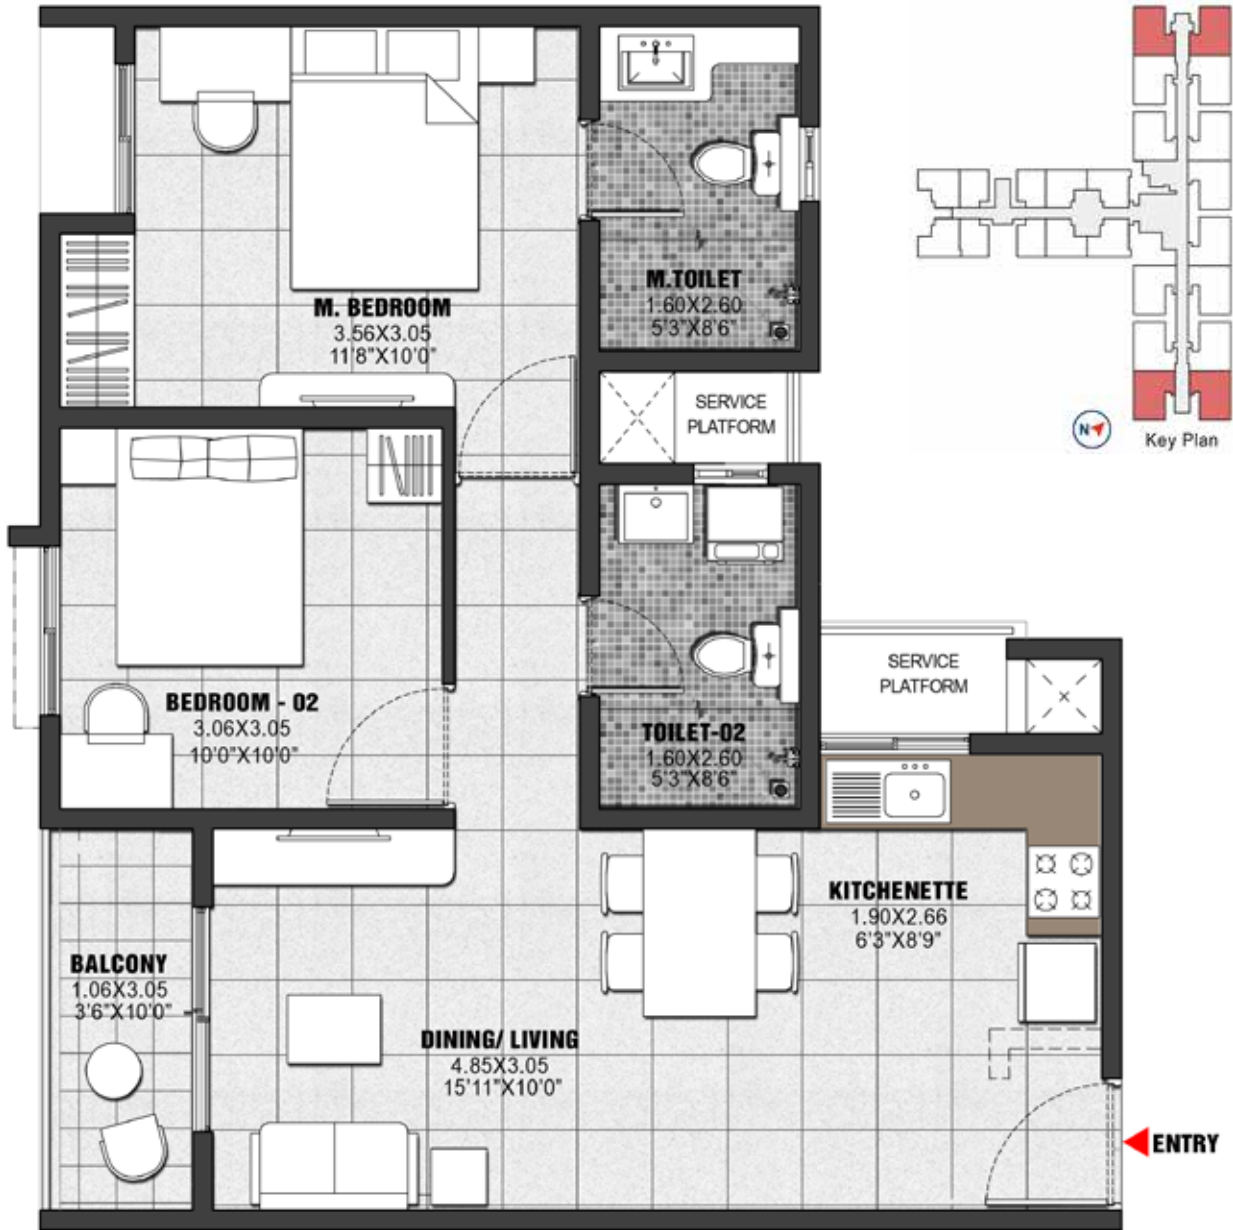 M. BEDROOM
3.56X3.05
11'8"X10'0"
M.TOILET
1.60X2.60
5'3"X8'6"
SERVICE
PLATFORM
N
Key Plan
BEDROOM - 02
3.06X3.05
10'0"X10'0"
TOILET-02
1.60X2.60
5'3"X8'6"
SERVICE
PLATFORM
KITCHENETTE
1.90X2.66
6'3"X8'9"
BALCONY
1.06X3.05
3'6"X10'0"
DINING/ LIVING
4.85X3.05
15'11"X10'0"
ENTRY